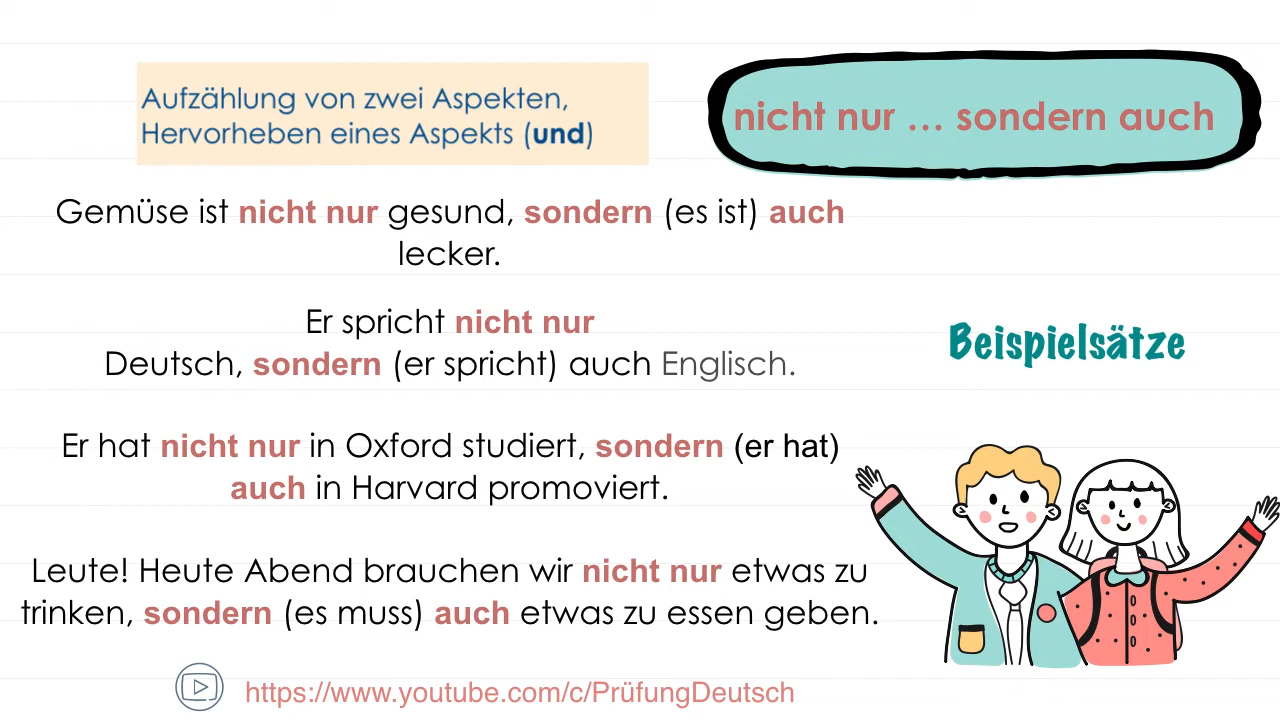 Aufzählung von zwei Aspekten,
Hervorheben eines Aspekts (und)
nicht nur … sondern auch
Gemüse ist nicht nur gesund, sondern (es ist) auch
lecker.
Er spricht nicht nur
Deutsch, sondern (er spricht) auch Englisch.
Beispielsätze
Er hat nicht nur in Oxford studiert, sondern (er hat)
auch in Harvard promoviert.
Leute! Heute Abend brauchen wir nicht nur etwas zu
trinken, sondern (es muss) auch etwas zu essen geben.
https://www.youtube.com/c/PrüfungDeutsch